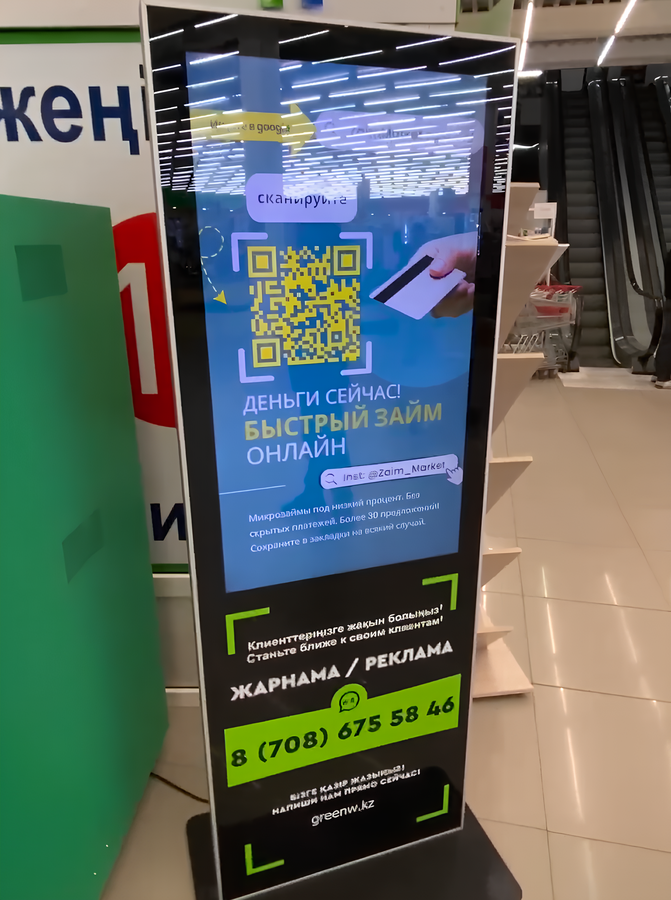 жеңі
1
в google
сканируйте
ДЕНЬГИ СЕЙЧАС!
БЫСТРЫЙ ЗАЙМ
ОНЛАЙН
Inst: @Zaim_Market
Микрозаймы под низкий процент. Без
скрытых платежей. Более 30 предложений
Сохраните в закладки на всякий случай.
Клиенттеріңізге жақын болыңыз!
Станьте ближе к своим клиентам!
ЖАРНАМА / РЕКЛАМА
8 (708) 675 58 46
БІЗГЕ ҚАЗІР ЖАЗЫҢЫЗ!
НАПИШИ НАМ ПРЯМО СЕЙЧАС!
greenw.kz